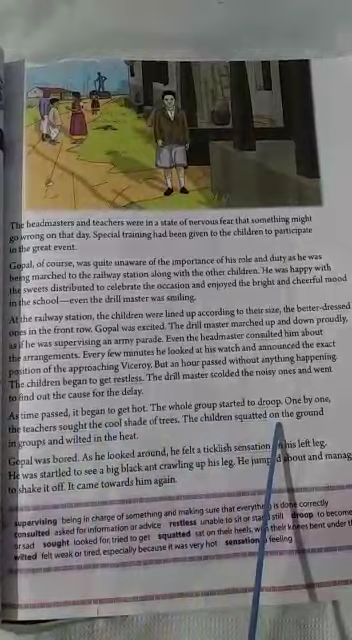 The headmasters and teachers were in a state of nervous fear that something might
go wrong on that day. Special training had been given to the children to participate
in the great event.
Gopal, of course, was quite unaware of the importance of his role and duty as he was
being marched to the railway station along with the other children. He was happy with
the sweets distributed to celebrate the occasion and enjoyed the bright and cheerful mood
in the school—even the drill master was smiling.
At the railway station, the children were lined up according to their size, the better-dressed
ones in the front row. Gopal was excited. The drill master marched up and down proudly,
as if he was supervising an army parade. Even the headmaster consulted him about
the arrangements. Every few minutes he looked at his watch and announced the exact
position of the approaching Viceroy. But an hour passed without anything happening.
The children began to get restless. The drill master scolded the noisy ones and went
to find out the cause for the delay.
As time passed, it began to get hot. The whole group started to droop. One by one,
the teachers sought the cool shade of trees. The children squatted on the ground
in groups and wilted in the heat.
Gopal was bored. As he looked around, he felt a ticklish sensation his left leg.
He was startled to see a big black ant crawling up his leg. He jumped about and manag
to shake it off. It came towards him again.
supervising being in charge of something and making sure that everything is done correctly
consulted asked for information or advice restless unable to sit or stand still droop to become
or sad sought looked for, tried to get squatted sat on their heels, with their knees bent under th
wilted felt weak or tired, especially because it was very hot sensation feeling